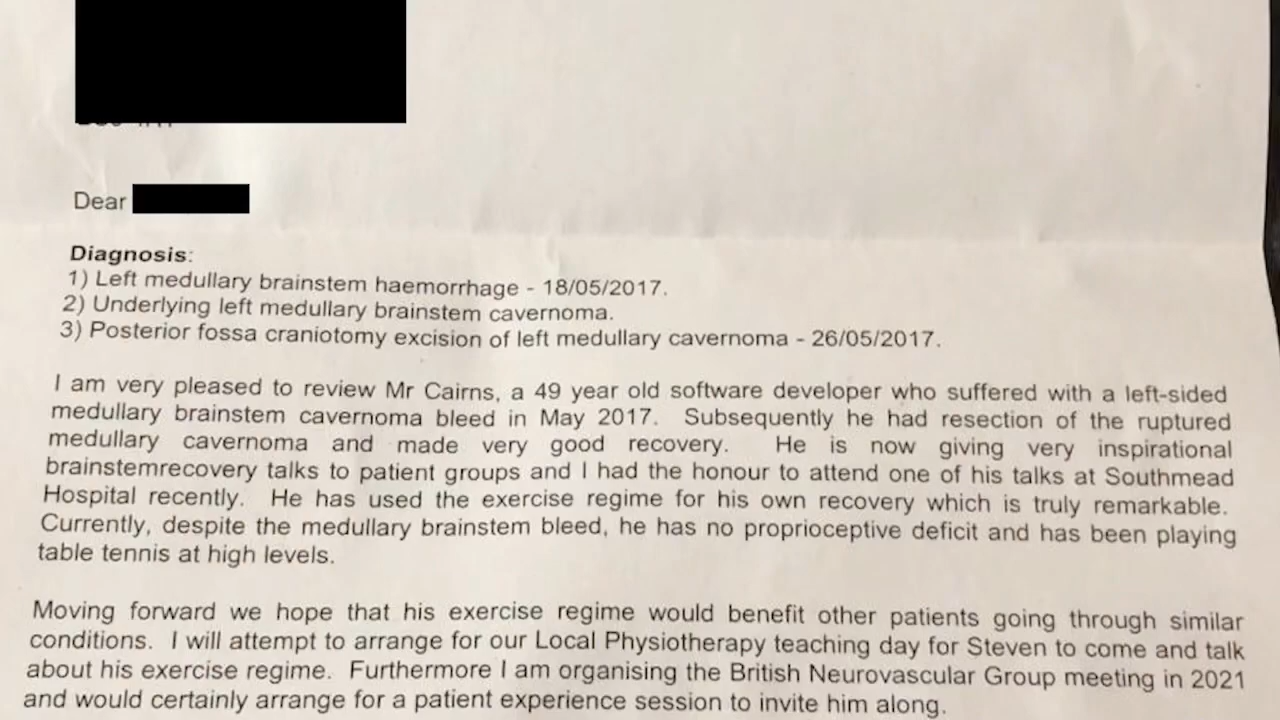 Dear
Diagnosis:
1) Left medullary brainstem haemorrhage - 18/05/2017.
2) Underlying left medullary brainstem cavernoma.
3) Posterior fossa craniotomy excision of left medullary cavernoma - 26/05/2017.
I am very pleased to review Mr Cairns, a 49 year old software developer who suffered with a left-sided
medullary brainstem cavernoma bleed in May 2017. Subsequently he had resection of the ruptured
medullary cavernoma and made very good recovery. He is now giving very inspirational
brainstemrecovery talks to patient groups and I had the honour to attend one of his talks at Southmead
Hospital recently. He has used the exercise regime for his own recovery which is truly remarkable.
Currently, despite the medullary brainstem bleed, he has no proprioceptive deficit and has been playing
table tennis at high levels.
Moving forward we hope that his exercise regime would benefit other patients going through similar
conditions. I will attempt to arrange for our Local Physiotherapy teaching day for Steven to come and talk
about his exercise regime. Furthermore I am organising the British Neurovascular Group meeting in 2021
and would certainly arrange for a patient experience session to invite him along.